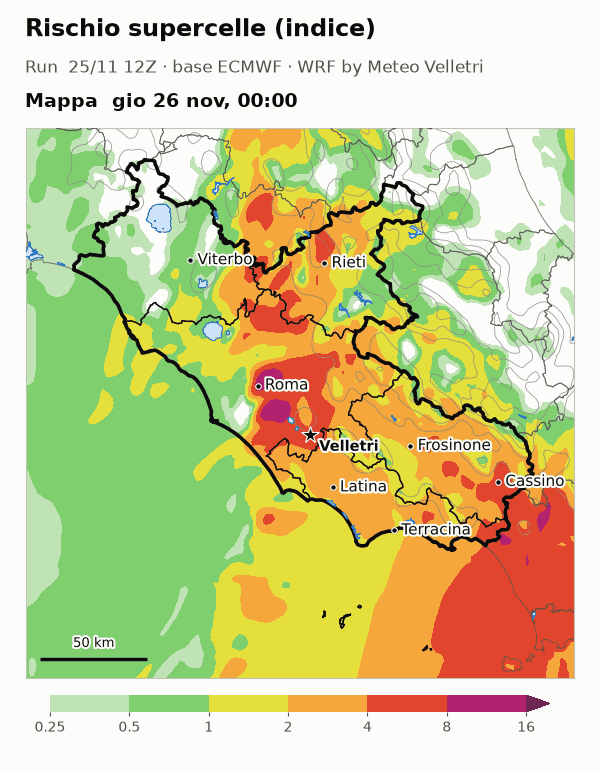 Rischio supercelle (indice)
Run  25/11 12Z · base ECMWF · WRF by Meteo Velletri
Mappa  gio 26 nov, 00:00
Viterbo
Rieti
Roma
Velletri
Frosinone
Cassino
Latina
Terracina
50 km
0.25 0.5 1 2 4 8 16